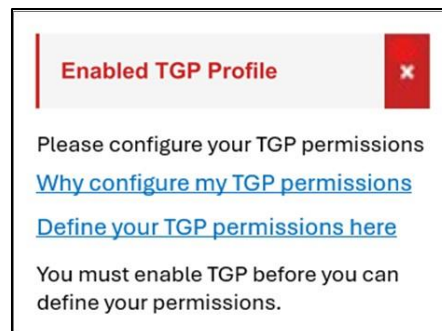 Enabled TGP Profile
×
Please configure your TGP permissions
Why configure my TGP permissions
Define your TGP permissions here
You must enable TGP before you can
define your permissions.